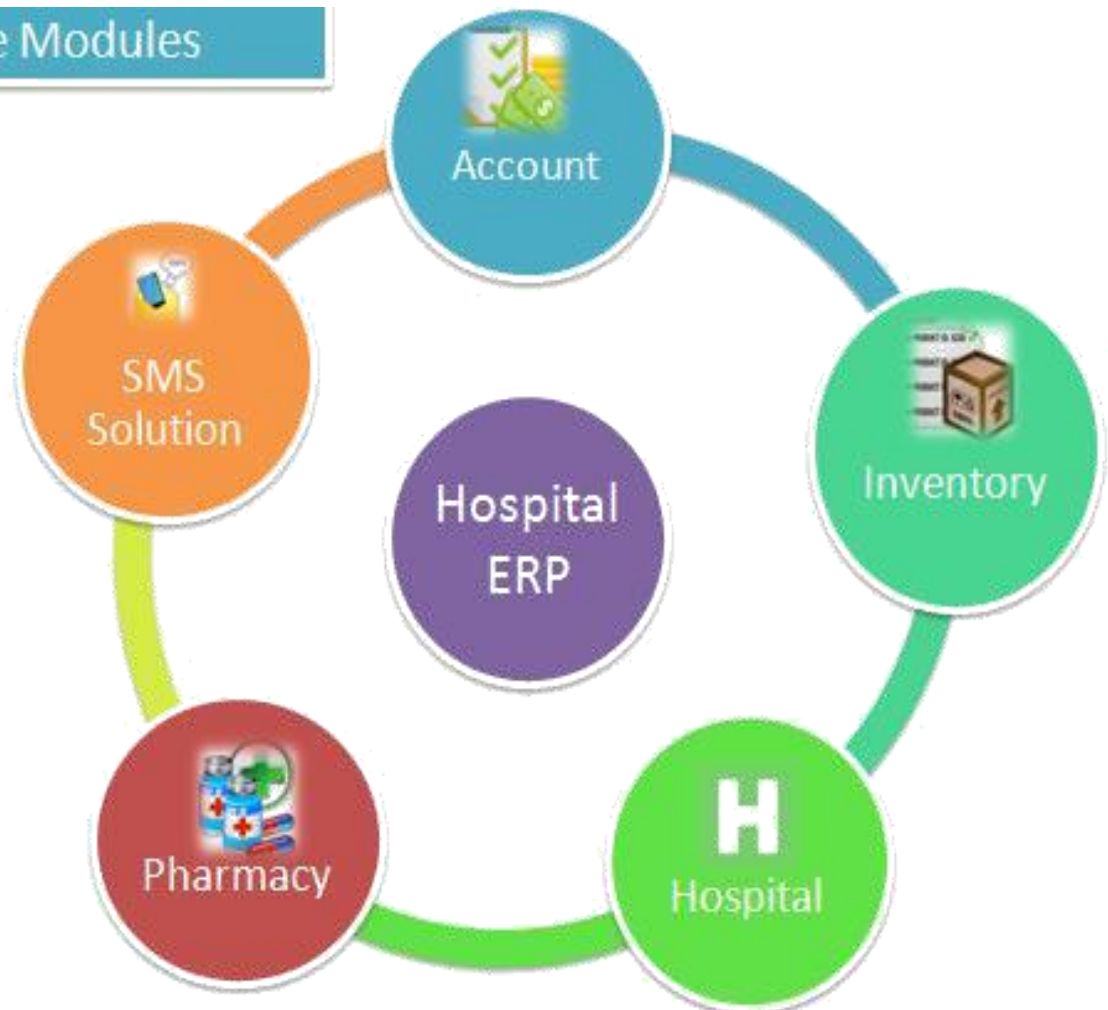 e Modules
Account
SMS
Solution
Inventory
Hospital
ERP
Pharmacy
H
Hospital